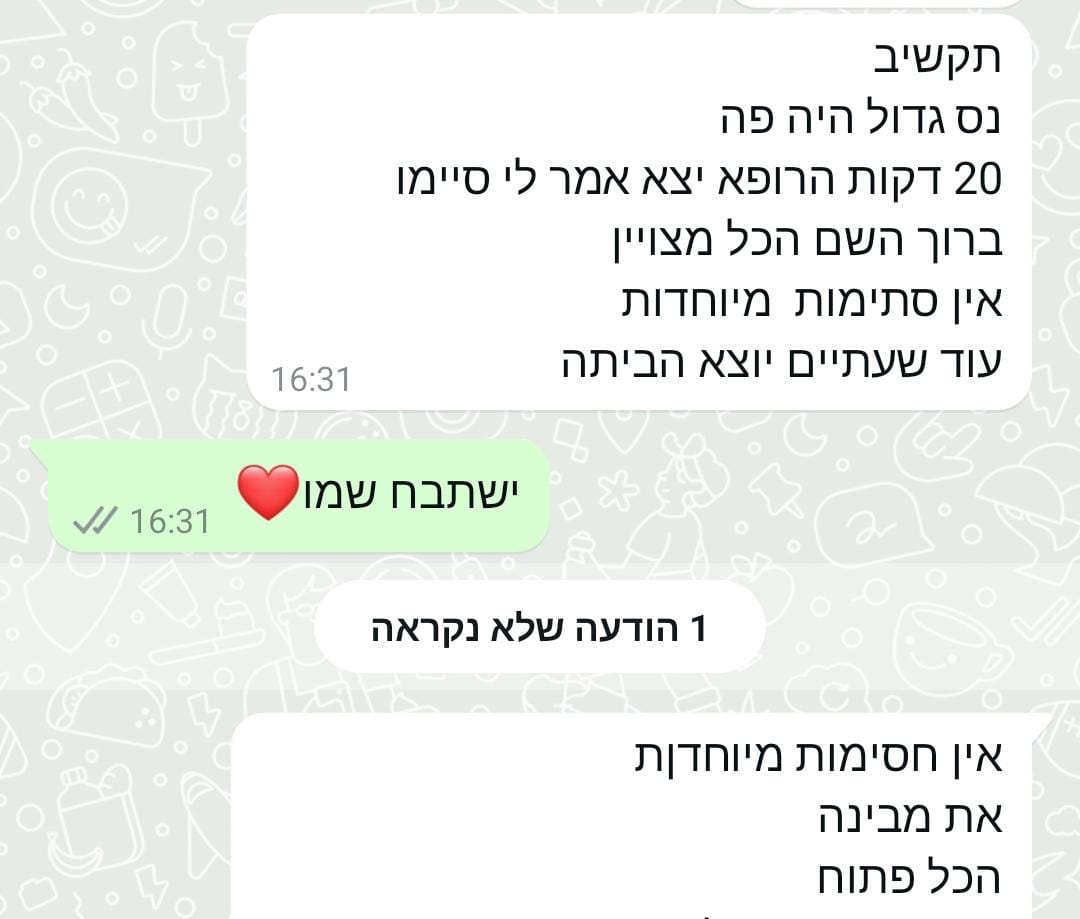 תקשיב
נס גדול היה פה
20 דקות הרופא יצא אמר לי סיימו
ברוך השם הכל מצויין
אין סתימות מיוחדות
עוד שעתיים יוצא הביתה
16:31
ישתבח שמו❤️
16:31
1 הודעה שלא נקראה
אין חסימות מיוחדןת
את מבינה
הכל פתוח